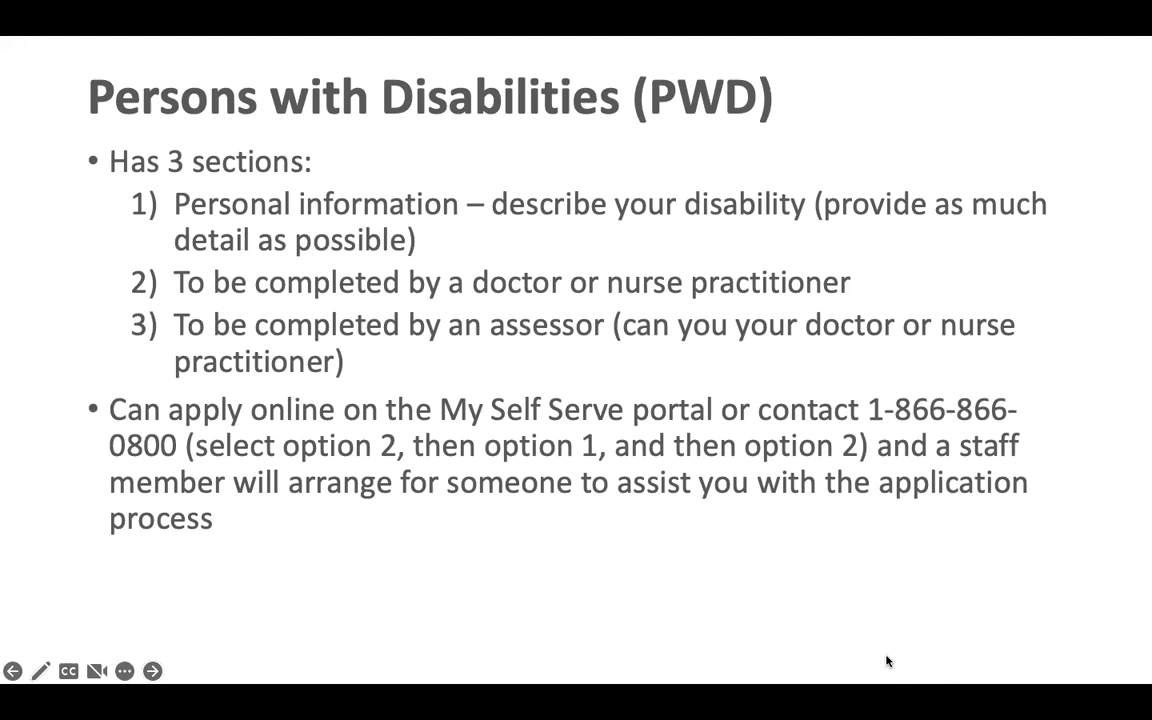 Persons with Disabilities (PWD)
• Has 3 sections:
1) Personal information – describe your disability (provide as much
detail as possible)
2) To be completed by a doctor or nurse practitioner
3) To be completed by an assessor (can you your doctor or nurse
practitioner)
• Can apply online on the My Self Serve portal or contact 1-866-866-
0800 (select option 2, then option 1, and then option 2) and a staff
member will arrange for someone to assist you with the application
process
CC